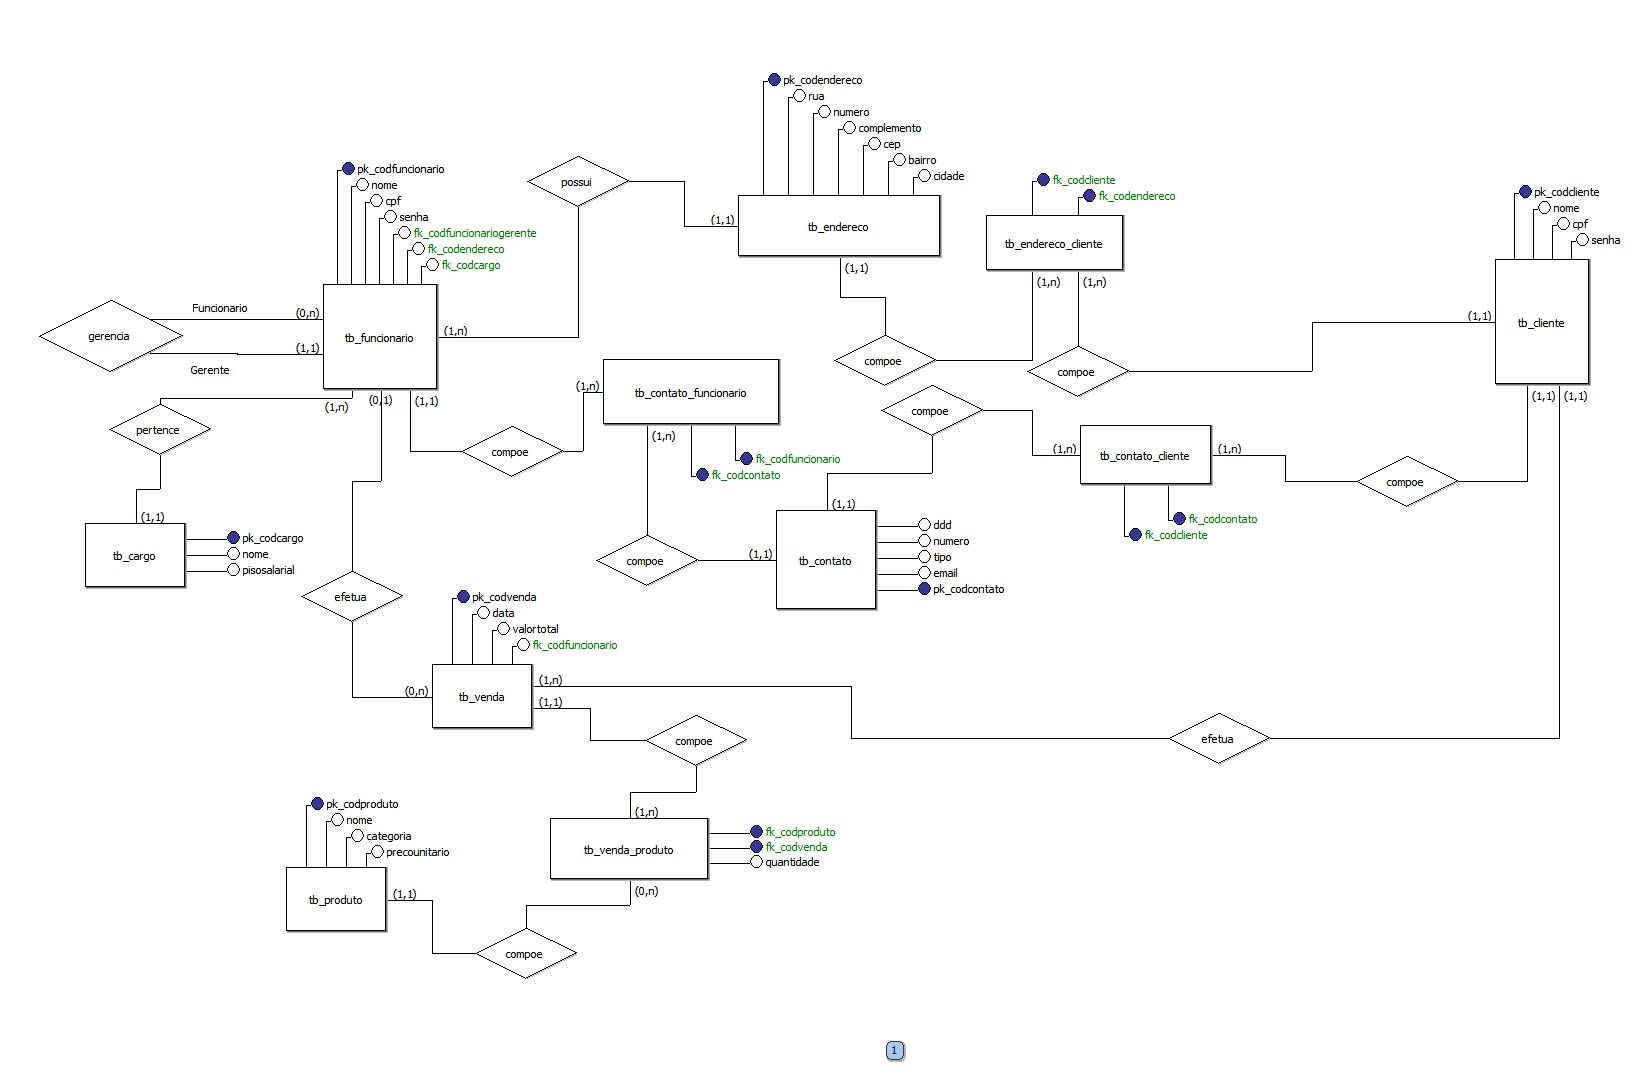 pk_codendereco
rua
numero
complemento
cep
bairro
cidade
tb_endereco
(1,1)
(1,1)
possui
pk_codfuncionario
nome
cpf
senha
fk_codfuncionariogerente
fk_codendereco
fk_codcargo
tb_funcionario
(0,n)
(1,1)
(1,n)
(1,n)
(0,1)
(1,1)
Funcionario
gerencia
Gerente
fk_codcliente
fk_codendereco
tb_endereco_cliente
(1,n)
(1,n)
compoe
compoe
pk_codcliente
nome
cpf
senha
tb_cliente
(1,1)
(1,1)
(1,1)
pertence
(1,1)
tb_cargo
pk_codcargo
nome
pisosalarial
compoe
(1,n)
tb_contato_funcionario
(1,n)
fk_codfuncionario
fk_codcontato
compoe
compoe
(1,n)
tb_contato_cliente
(1,n)
fk_codcontato
fk_codcliente
compoe
(1,1)
(1,1)
tb_contato
ddd
numero
tipo
email
pk_codcontato
efetua
pk_codvenda
data
valortotal
fk_codfuncionario
(0,n)
tb_venda
(1,n)
(1,1)
compoe
efetua
pk_codproduto
nome
categoria
precounitario
tb_produto
(1,1)
(1,n)
tb_venda_produto
fk_codproduto
fk_codvenda
quantidade
(0,n)
compoe
1